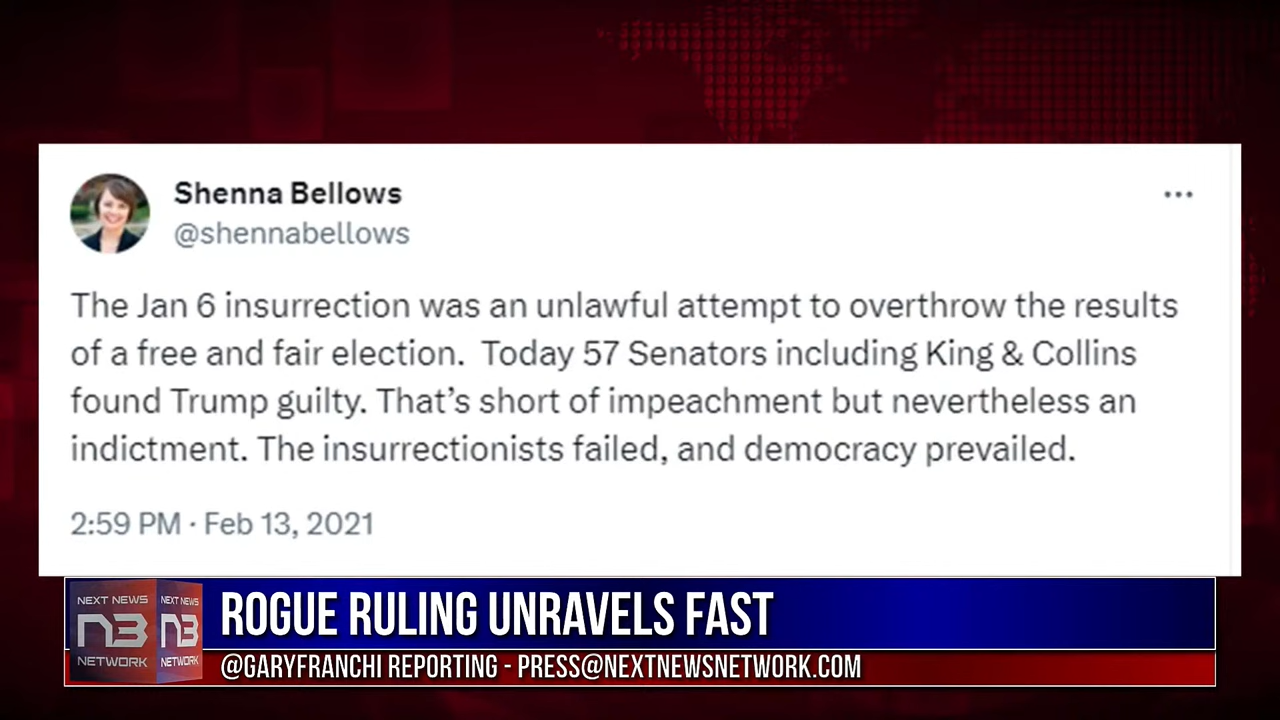 Shenna Bellows
@shennabellows
The Jan 6 insurrection was an unlawful attempt to overthrow the results
of a free and fair election.  Today 57 Senators including King & Collins
found Trump guilty. That’s short of impeachment but nevertheless an
indictment. The insurrectionists failed, and democracy prevailed.
2:59 PM · Feb 13, 2021
NEXT NEWS
N3
NETWORK
NEXT NEWS
N3
NETWORK
ROGUE RULING UNRAVELS FAST
@GARYFRANCHI REPORTING - PRESS@NEXTNEWSNETWORK.COM